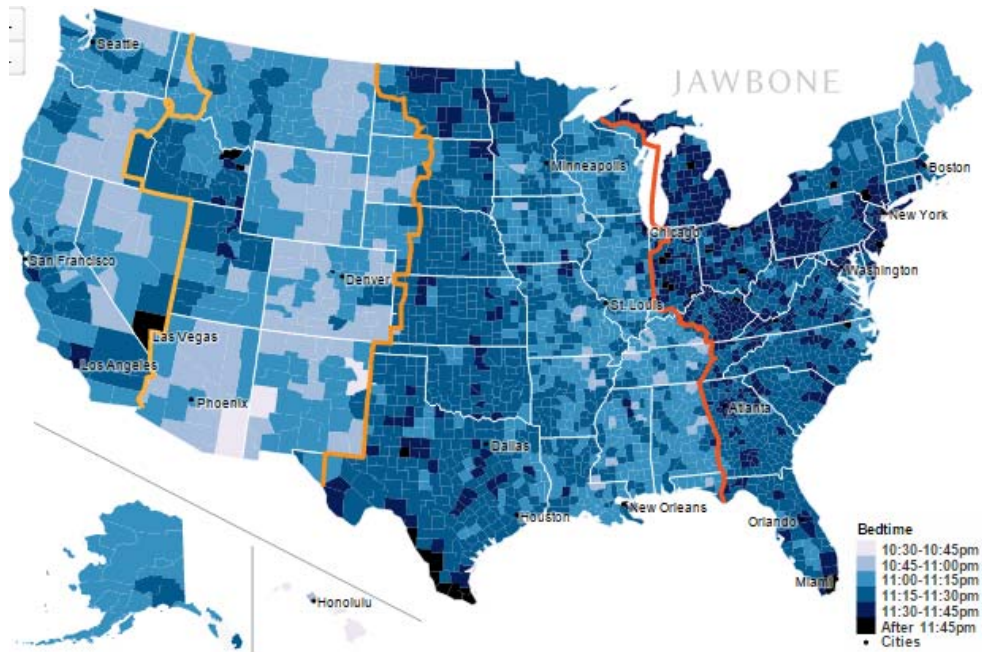 Seattle
JAWBONE
Minneapolis
Boston
New York
Chicago
San Francisco
Denver
Washington
St. Louis
Las Vegas
Los Angeles
Phoenix
Atlanta
Dallas
New Orleans
Houston
Orlando
Miami
Honolulu
Bedtime
10:30-10:45pm
10:45-11:00pm
11:00-11:15pm
11:15-11:30pm
11:30-11:45pm
After 11:45pm
Cities